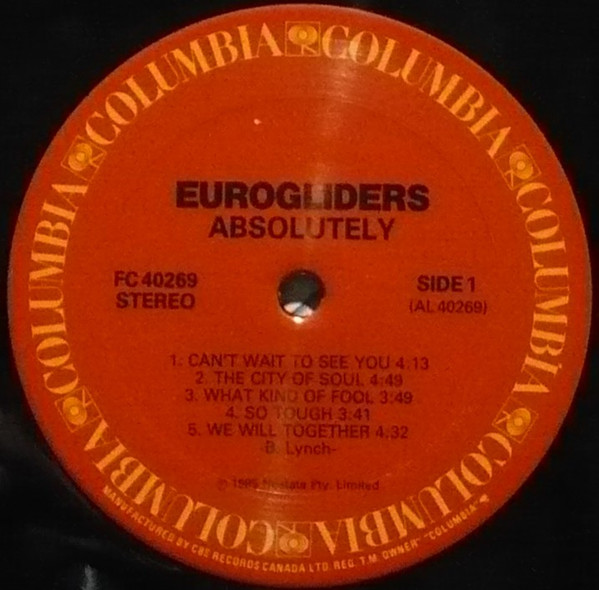 COLUMBIA COLUMBIA COLUMBIA COLUMBIA COLUMBIA COLUMBIA COLUMBIA COLUMBIA
EUROGLIDERS
ABSOLUTELY
FC 40269
STEREO
SIDE 1
(AL 40269)
1. CAN'T WAIT TO SEE YOU 4:13
2. THE CITY OF SOUL 4:49
3. WHAT KIND OF FOOL 3:49
4. SO TOUGH 3:41
5. WE WILL TOGETHER 4:32
-B. Lynch-
℗ 1985 Pty. Limited
MANUFACTURED BY CBS RECORDS CANADA LTD. REG. T.M. OWNER "COLUMBIA"